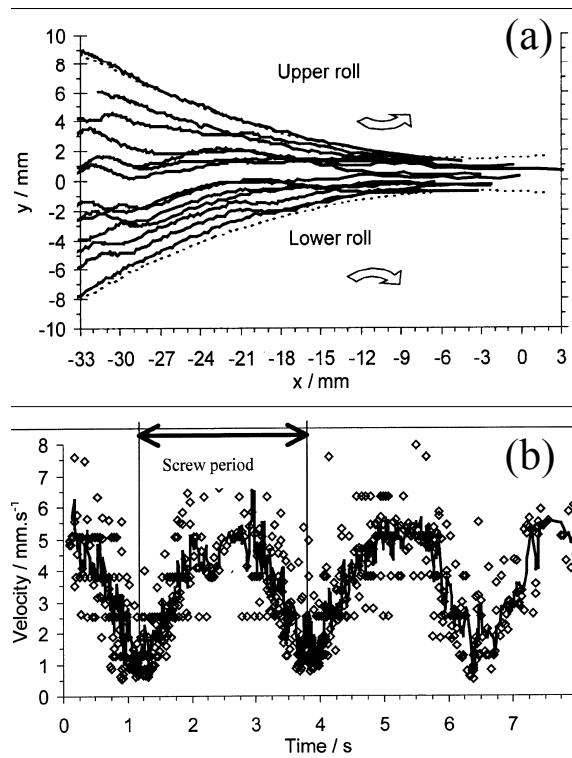 (a)
10
8
6
4
2
0
-2
-4
-6
-8
-10
y / mm
Upper roll
Lower roll
-33 -30 -27 -24 -21 -18 -15 -12 -9 -6 -3 0 3
x / mm
(b)
8
7
6
5
4
3
2
1
0
Velocity / mm.s⁻¹
Screw period
0 1 2 3 4 5 6 7
Time / s